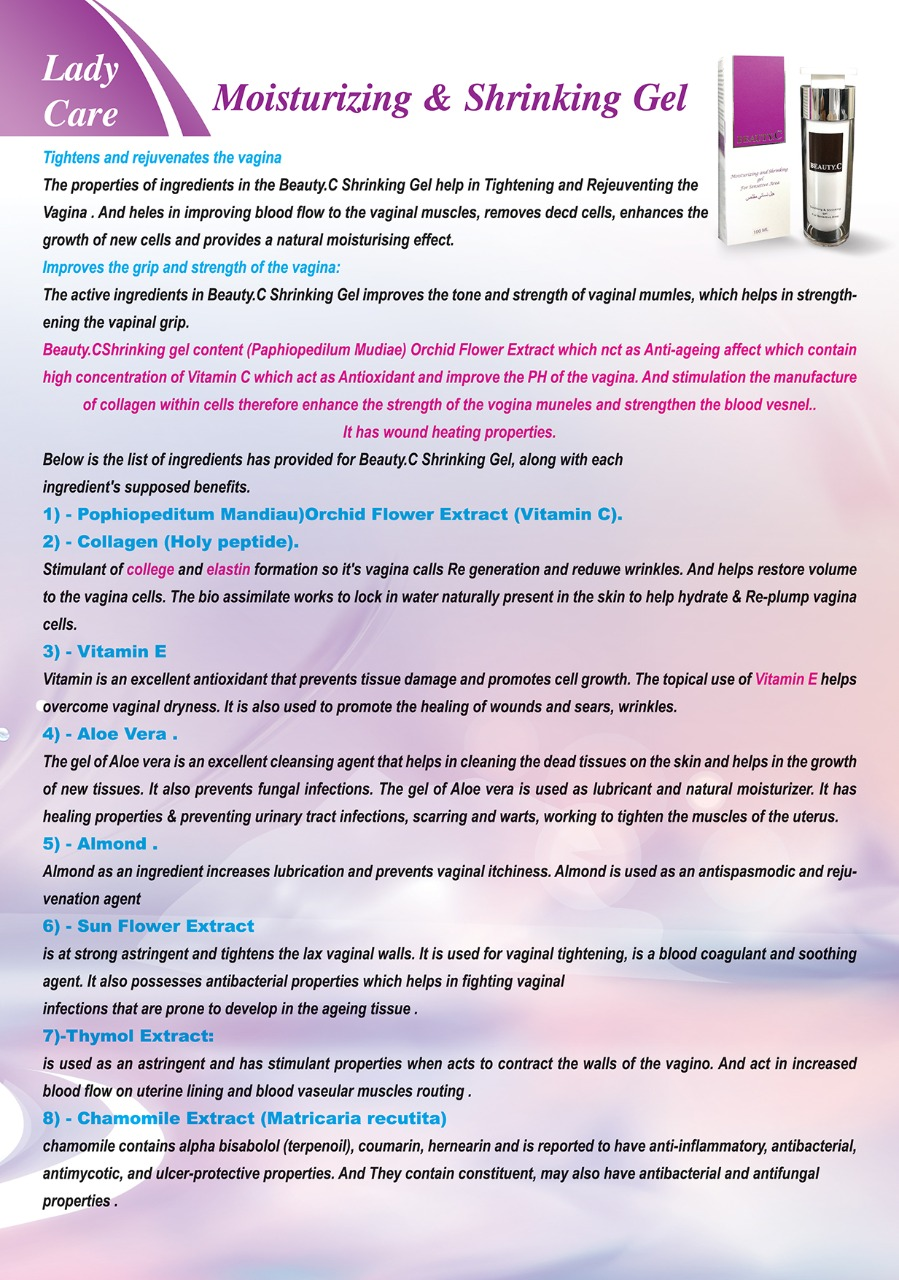 Lady
Care
Moisturizing & Shrinking Gel
BEAUTY.C
Moisturizing and Shrinking
gel
For Sensetive Area
100 ML
BEAUTY.C
Tightens and rejuvenates the vagina
The properties of ingredients in the Beauty.C Shrinking Gel help in Tightening and Rejeuventing the
Vagina . And heles in improving blood flow to the vaginal muscles, removes decd cells, enhances the
growth of new cells and provides a natural moisturising effect.
Improves the grip and strength of the vagina:
The active ingredients in Beauty.C Shrinking Gel improves the tone and strength of vaginal mumles, which helps in strength-
ening the vapinal grip.
Beauty.CShrinking gel content (Paphiopedilum Mudiae) Orchid Flower Extract which nct as Anti-ageing affect which contain
high concentration of Vitamin C which act as Antioxidant and improve the PH of the vagina. And stimulation the manufacture
of collagen within cells therefore enhance the strength of the vogina muneles and strengthen the blood vesnel..
It has wound heating properties.
Below is the list of ingredients has provided for Beauty.C Shrinking Gel, along with each
ingredient's supposed benefits.
1) - Pophiopeditum Mandiau)Orchid Flower Extract (Vitamin C).
2) - Collagen (Holy peptide).
Stimulant of college and elastin formation so it's vagina calls Re generation and reduwe wrinkles. And helps restore volume
to the vagina cells. The bio assimilate works to lock in water naturally present in the skin to help hydrate & Re-plump vagina
cells.
3) - Vitamin E
Vitamin is an excellent antioxidant that prevents tissue damage and promotes cell growth. The topical use of Vitamin E helps
overcome vaginal dryness. It is also used to promote the healing of wounds and sears, wrinkles.
4) - Aloe Vera .
The gel of Aloe vera is an excellent cleansing agent that helps in cleaning the dead tissues on the skin and helps in the growth
of new tissues. It also prevents fungal infections. The gel of Aloe vera is used as lubricant and natural moisturizer. It has
healing properties & preventing urinary tract infections, scarring and warts, working to tighten the muscles of the uterus.
5) - Almond .
Almond as an ingredient increases lubrication and prevents vaginal itchiness. Almond is used as an antispasmodic and reju-
venation agent
6) - Sun Flower Extract
is at strong astringent and tightens the lax vaginal walls. It is used for vaginal tightening, is a blood coagulant and soothing
agent. It also possesses antibacterial properties which helps in fighting vaginal
infections that are prone to develop in the ageing tissue .
7)-Thymol Extract:
is used as an astringent and has stimulant properties when acts to contract the walls of the vagino. And act in increased
blood flow on uterine lining and blood vaseular muscles routing .
8) - Chamomile Extract (Matricaria recutita)
chamomile contains alpha bisabolol (terpenoil), coumarin, hernearin and is reported to have anti-inflammatory, antibacterial,
antimycotic, and ulcer-protective properties. And They contain constituent, may also have antibacterial and antifungal
properties .